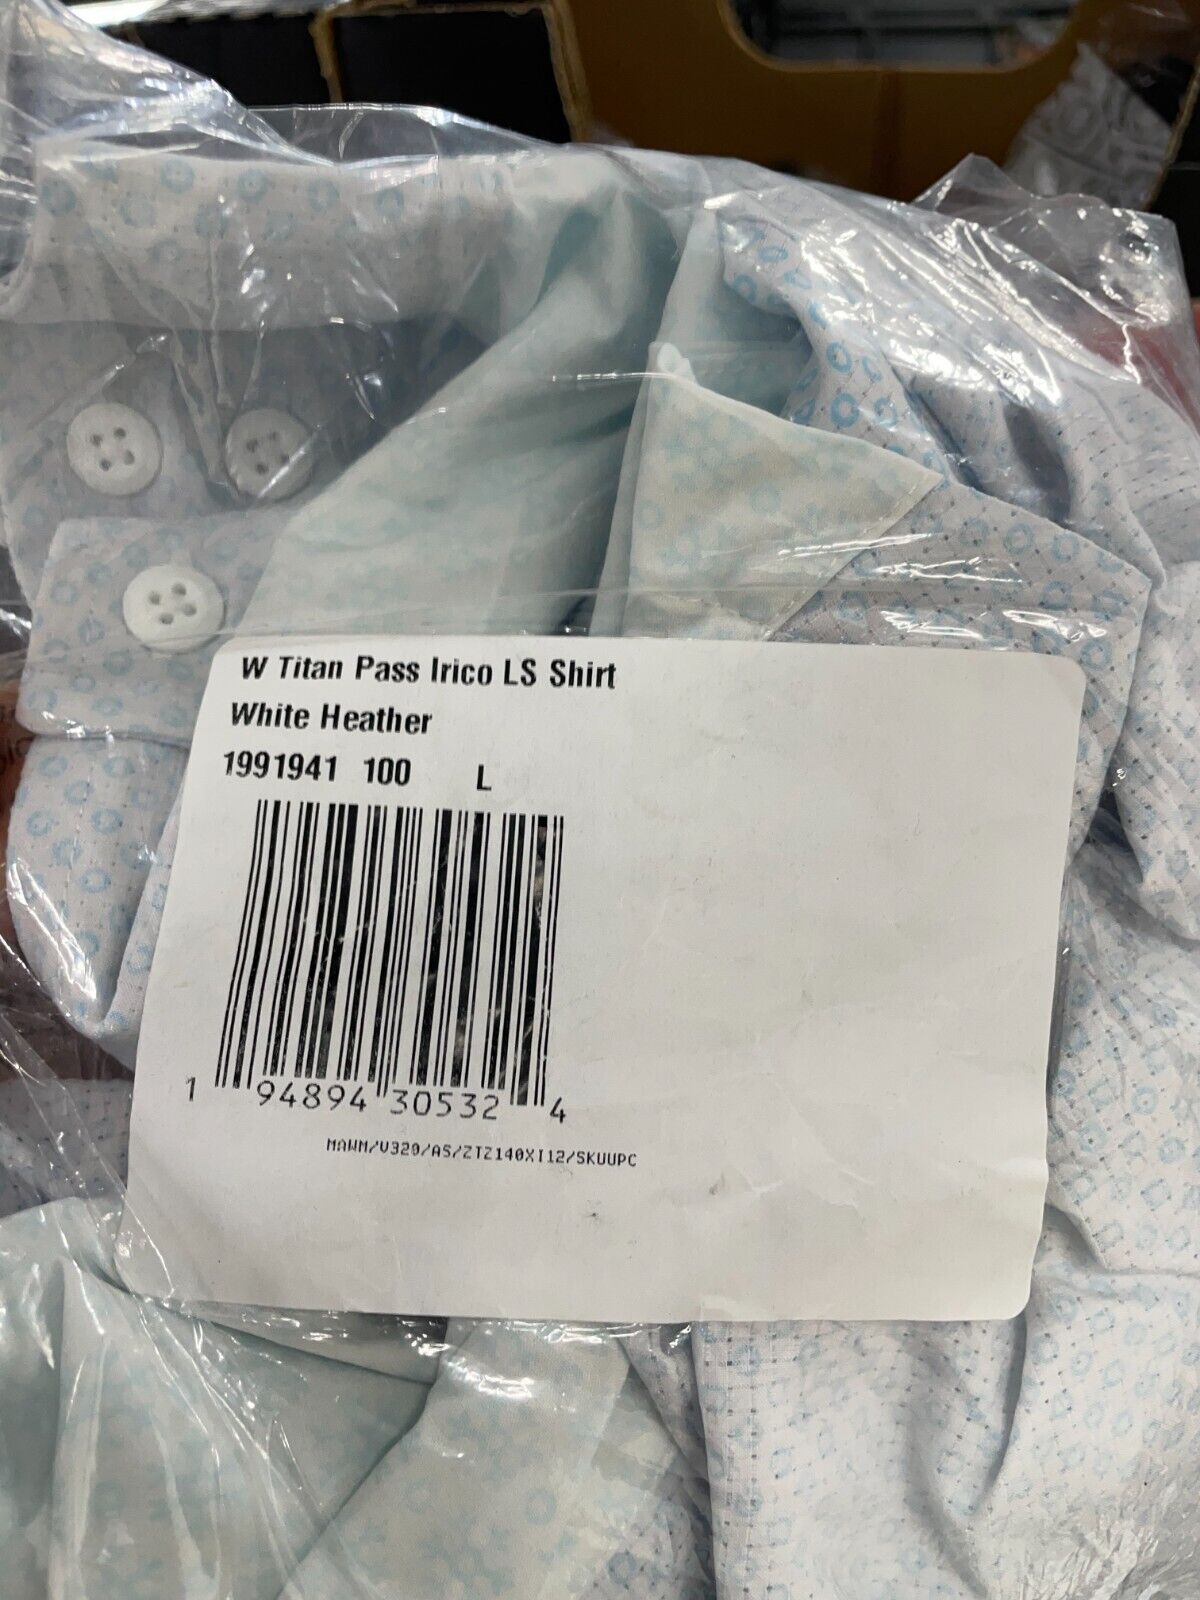 W Titan Pass Irico LS Shirt
White Heather
1991941 100 L
1 94894 30532 4
MAWM/V320/AS/ZTZ140XI12/SKUUPC